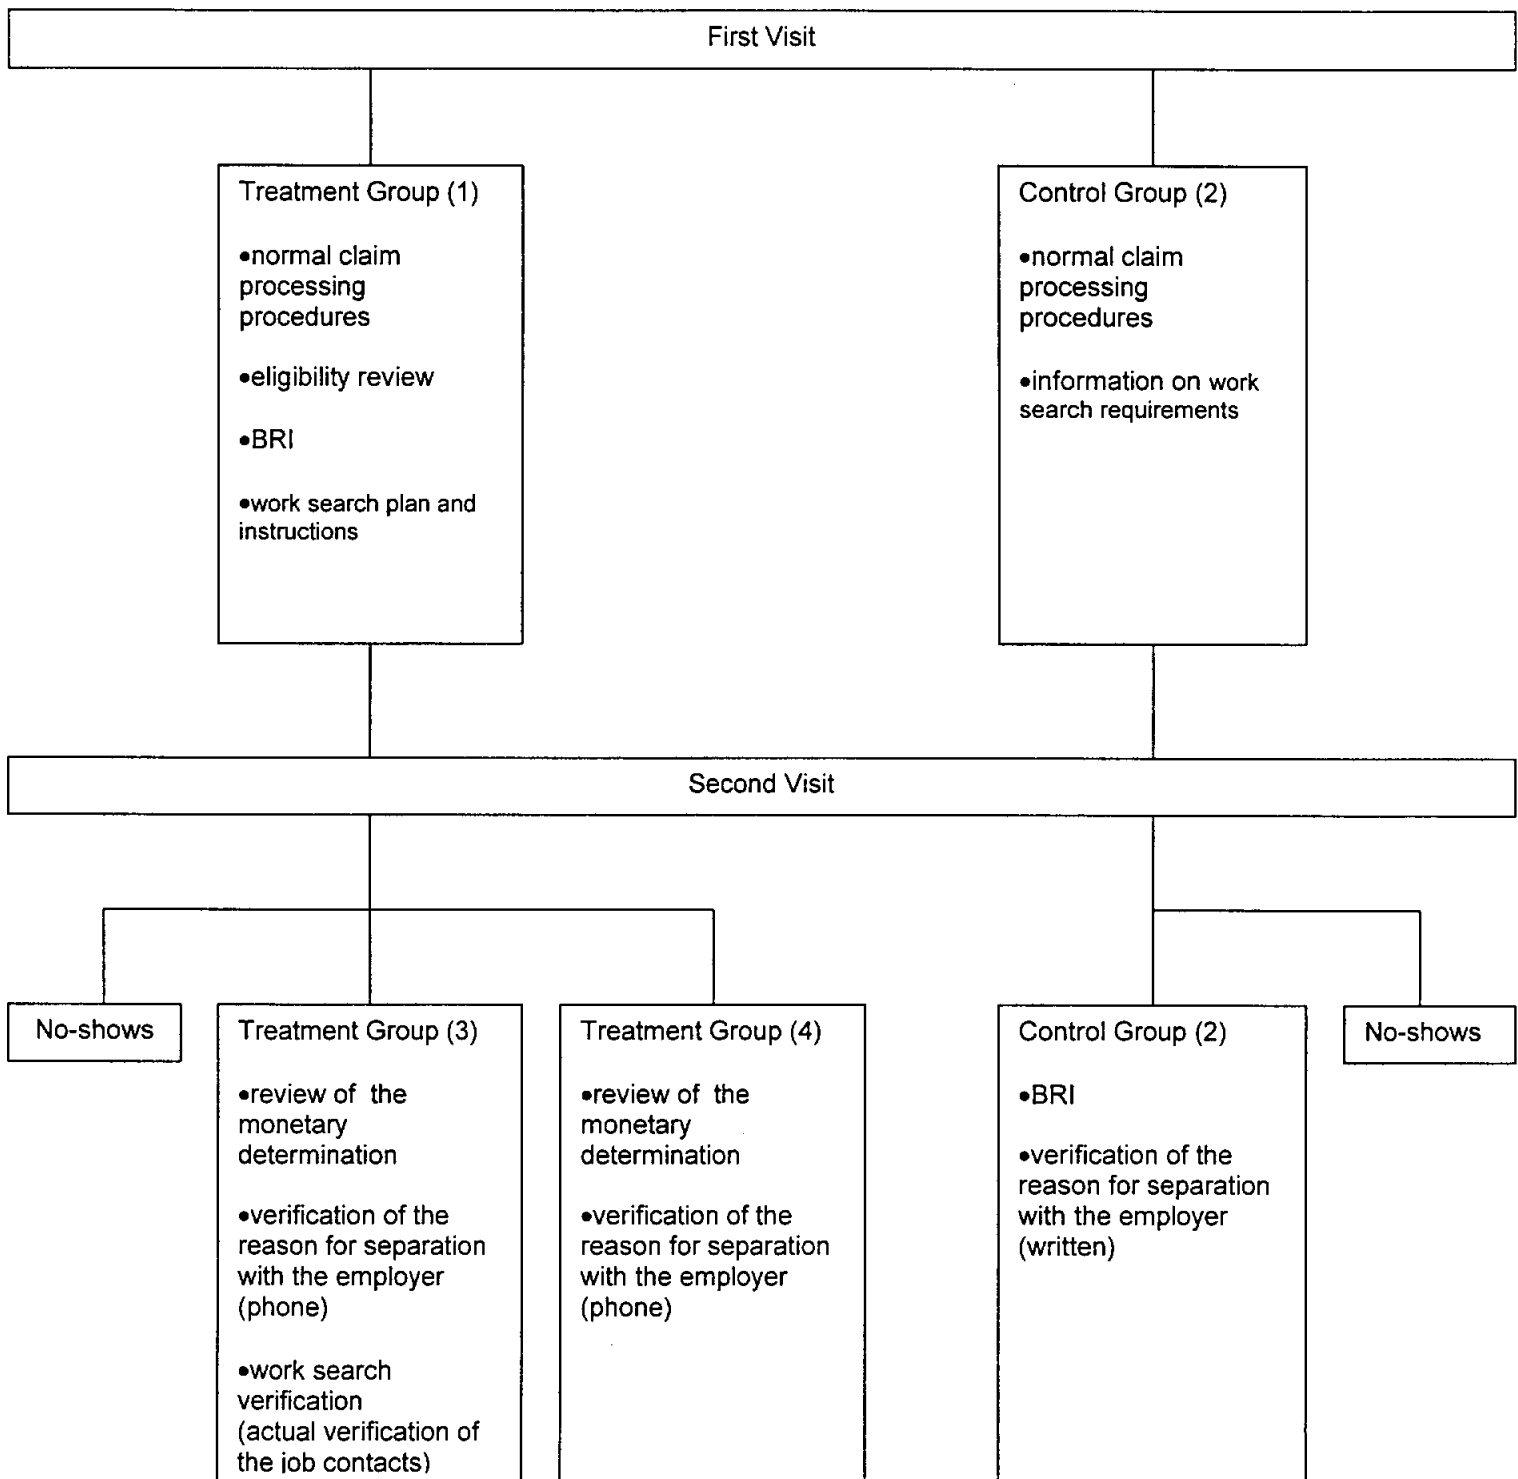 First Visit
Treatment Group (1)
•normal claim
processing
procedures
•eligibility review
•BRI
•work search plan and
instructions
Control Group (2)
•normal claim
processing
procedures
•information on work
search requirements
Second Visit
No-shows
Treatment Group (3)
•review of the
monetary
determination
•verification of the
reason for separation
with the employer
(phone)
•work search
verification
(actual verification of
the job contacts)
Treatment Group (4)
•review of the
monetary
determination
•verification of the
reason for separation
with the employer
(phone)
Control Group (2)
•BRI
•verification of the
reason for separation
with the employer
(written)
No-shows